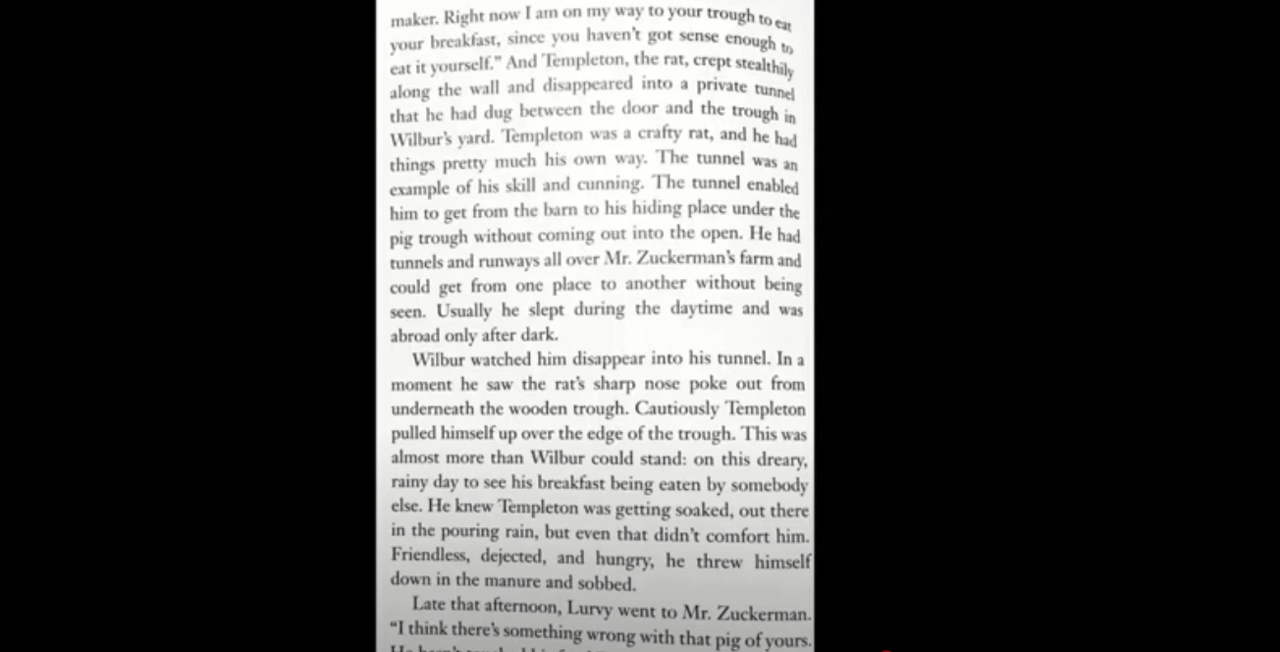 maker. Right now I am on my way to your trough to eat
your breakfast, since you haven't got sense enough to
eat it yourself." And Templeton, the rat, crept stealthily
along the wall and disappeared into a private tunnel
that he had dug between the door and the trough in
Wilbur's yard. Templeton was a crafty rat, and he had
things pretty much his own way. The tunnel was an
example of his skill and cunning. The tunnel enabled
him to get from the barn to his hiding place under the
pig trough without coming out into the open. He had
tunnels and runways all over Mr. Zuckerman's farm and
could get from one place to another without being
seen. Usually he slept during the daytime and was
abroad only after dark.
Wilbur watched him disappear into his tunnel. In a
moment he saw the rat's sharp nose poke out from
underneath the wooden trough. Cautiously Templeton
pulled himself up over the edge of the trough. This was
almost more than Wilbur could stand: on this dreary,
rainy day to see his breakfast being eaten by somebody
else. He knew Templeton was getting soaked, out there
in the pouring rain, but even that didn't comfort him.
Friendless, dejected, and hungry, he threw himself
down in the manure and sobbed.
Late that afternoon, Lurvy went to Mr. Zuckerman.
"I think there's something wrong with that pig of yours.